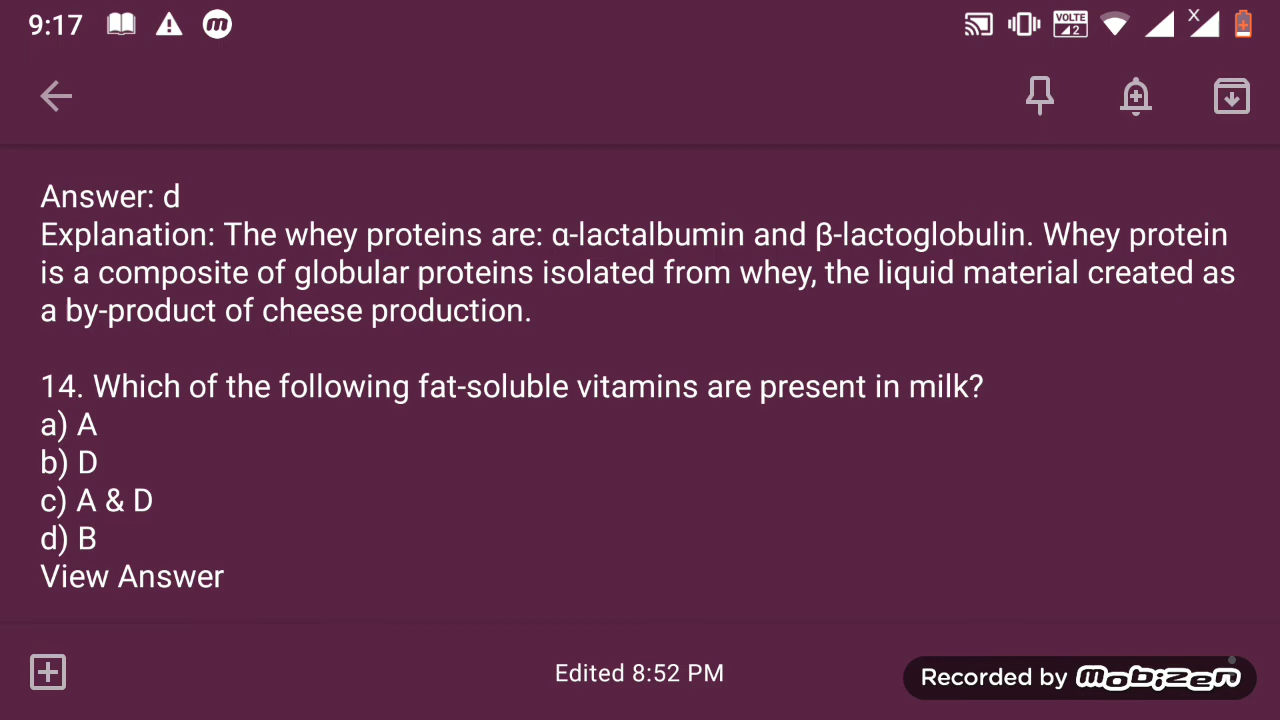 9:17
m
VOLTE
2
X
Answer: d
Explanation: The whey proteins are: α-lactalbumin and β-lactoglobulin. Whey protein
is a composite of globular proteins isolated from whey, the liquid material created as
a by-product of cheese production.
14. Which of the following fat-soluble vitamins are present in milk?
a) A
b) D
c) A & D
d) B
View Answer
Edited 8:52 PM
Recorded by Mobizen